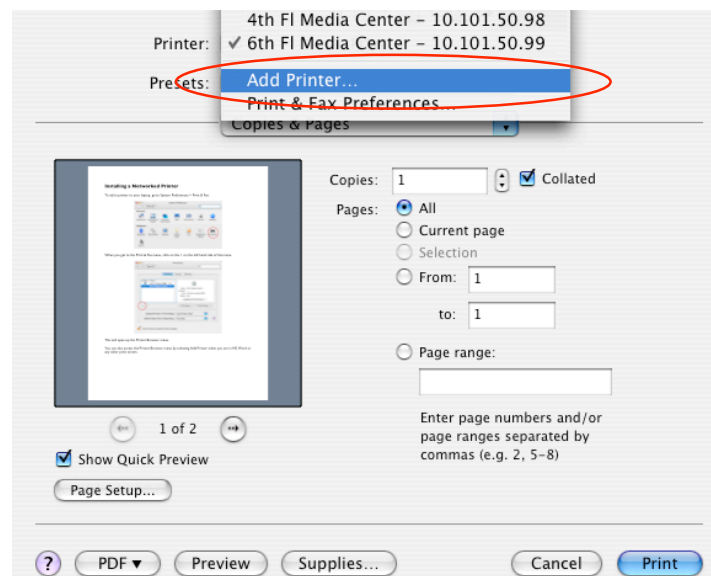 4th Fl Media Center – 10.101.50.98
Printer: ✓ 6th Fl Media Center – 10.101.50.99
Presets: Add Printer...
Print & Fax Preferences...
Copies & Pages
Installing a Networked Printer
Copies: 1 Collated
Pages: All
Current page
Selection
From: 1
to: 1
Page range:
Enter page numbers and/or
page ranges separated by
commas (e.g. 2, 5–8)
1 of 2
Show Quick Preview
Page Setup...
? PDF ▼ Preview Supplies... Cancel Print